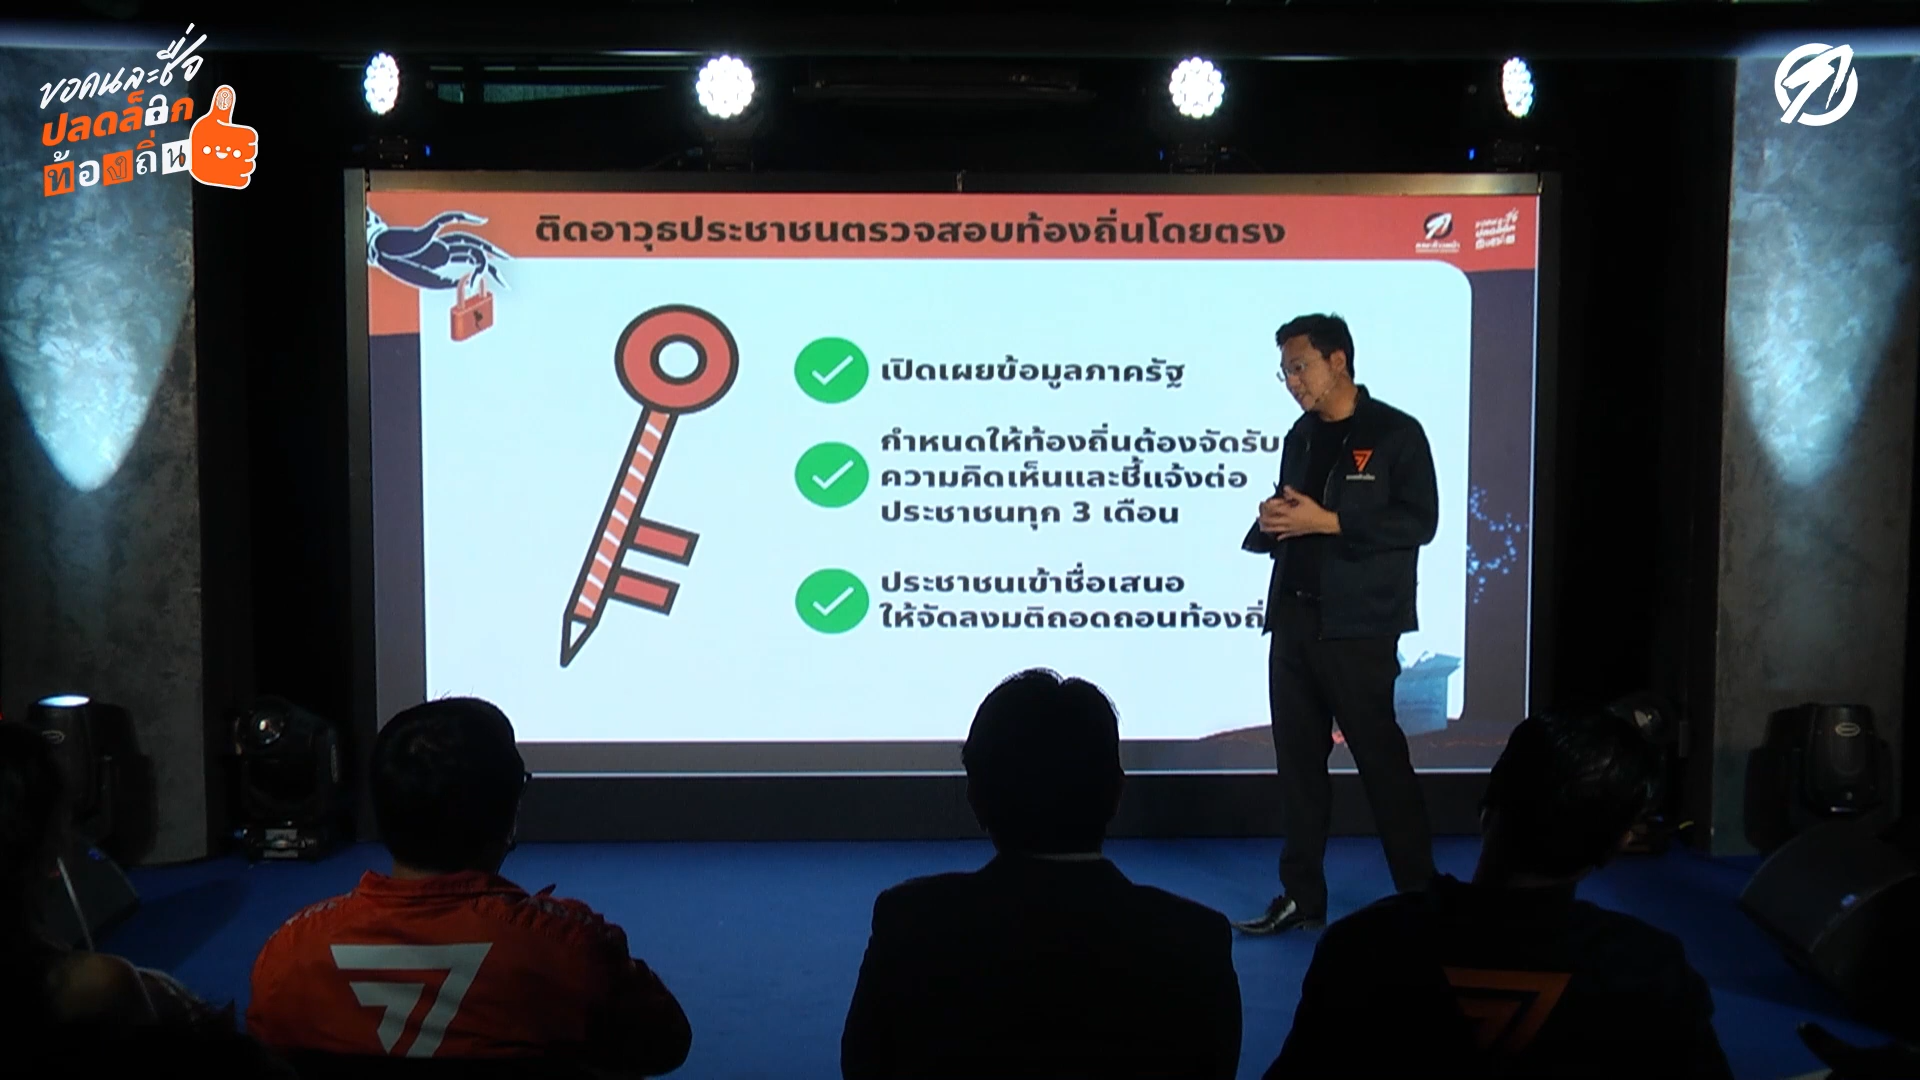 ขอคนละชื่อ
ปลดล็อก
ท้องถิ่น
ติดอาวุธประชาชนตรวจสอบท้องถิ่นโดยตรง
เปิดเผยข้อมูลภาครัฐ
กำหนดให้ท้องถิ่นต้องจัดรับ
ความคิดเห็นและชี้แจ้งต่อ
ประชาชนทุก 3 เดือน
ประชาชนเข้าชื่อเสนอ
ให้จัดลงมติถอดถอนท้องถิ่